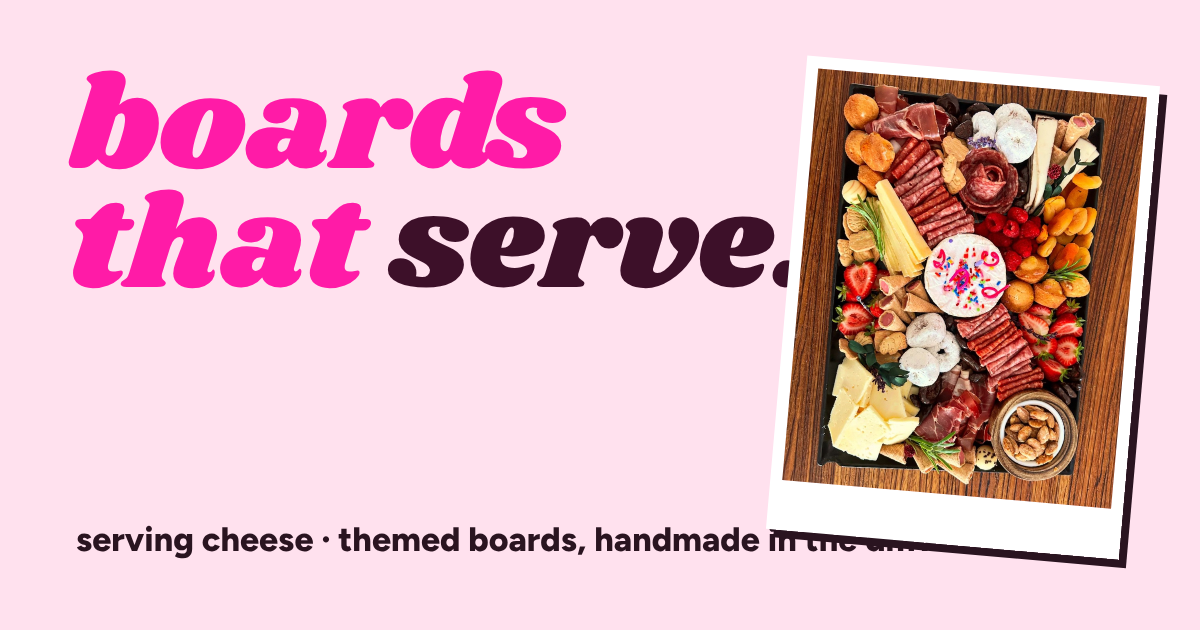 boards
that serve.
serving cheese · themed boards, handmade in the